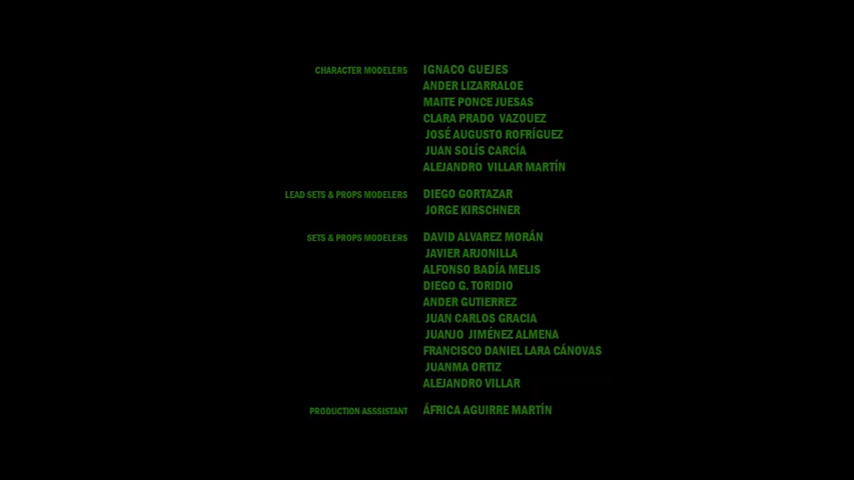 CHARACTER MODELERS IGNACO GUEJES
ANDER LIZARRALOE
MAITE PONCE JUESAS
CLARA PRADO VAZOUEZ
JOSÉ AUGUSTO ROFRÍGUEZ
JUAN SOLÍS CARCÍA
ALEJANDRO VILLAR MARTÍN
LEAD SETS & PROPS MODELERS DIEGO GORTAZAR
JORGE KIRSCHNER
SETS & PROPS MODELERS DAVID ALVAREZ MORÁN
JAVIER ARJONILLA
ALFONSO BADÍA MELIS
DIEGO G. TORIDIO
ANDER GUTIERREZ
JUAN CARLOS GRACIA
JUANJO JIMÉNEZ ALMENA
FRANCISCO DANIEL LARA CÁNOVAS
JUANMA ORTIZ
ALEJANDRO VILLAR
PRODUCTION ASSSISTANT ÁFRICA AGUIRRE MARTÍN